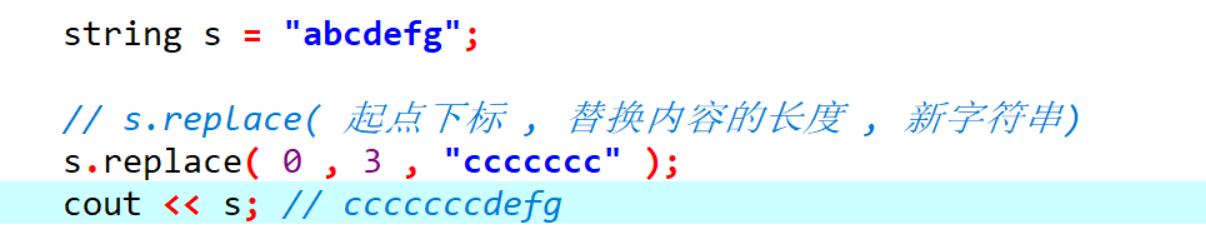 string s = "abcdefg";
// s.replace( 起点下标 , 替换内容的长度 , 新字符串)
s.replace( 0 , 3 , "ccccccc" );
cout << s; // cccccccdefg